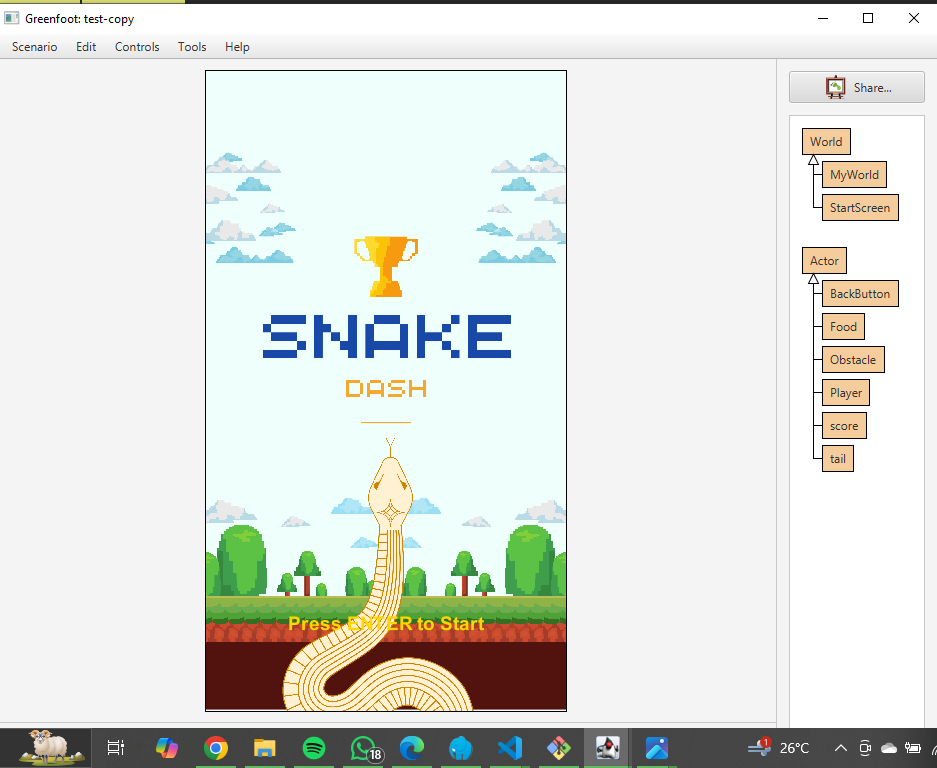 Greenfoot: test-copy
Scenario Edit Controls Tools Help
Share...
World
MyWorld
StartScreen
Actor
BackButton
Food
Obstacle
Player
score
tail
SNAKE
DASH
Press ENTER to Start
18
1
26°C